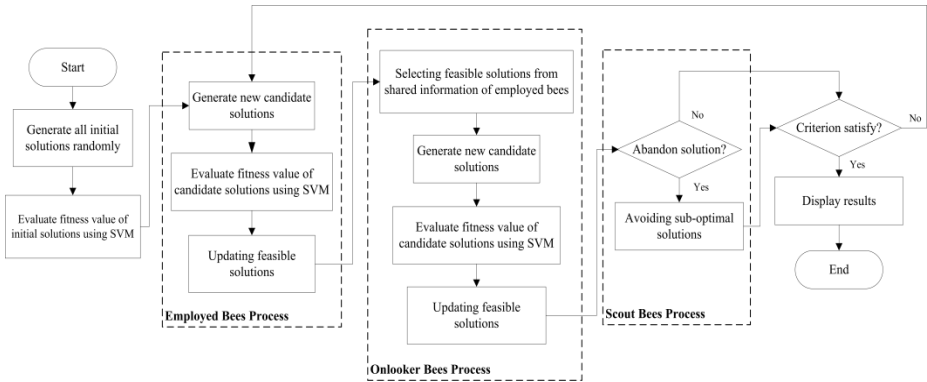 Start
Generate all initial
solutions randomly
Evaluate fitness value of
initial solutions using SVM
Generate new candidate
solutions
Evaluate fitness value of
candidate solutions using SVM
Updating feasible
solutions
Employed Bees Process
Selecting feasible solutions from
shared information of employed bees
Generate new candidate
solutions
Evaluate fitness value of
candidate solutions using SVM
Updating feasible
solutions
Onlooker Bees Process
No
Abandon solution?
Yes
Avoiding sub-optimal
solutions
Scout Bees Process
Criterion satisfy?
No
Yes
Display results
End